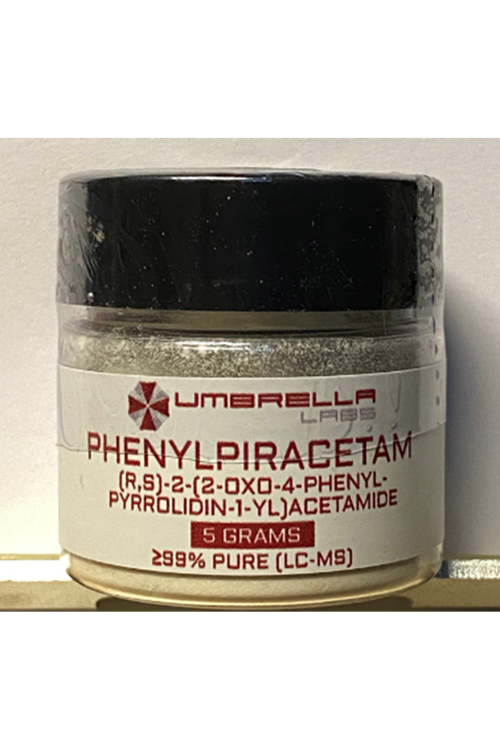 UMBRELLA
LABS
PHENYLPIRACETAM
(R,S)-2-(2-OXO-4-PHENYL-
PYRROLIDIN-1-YL)ACETAMIDE
5 GRAMS
≥99% PURE (LC-MS)